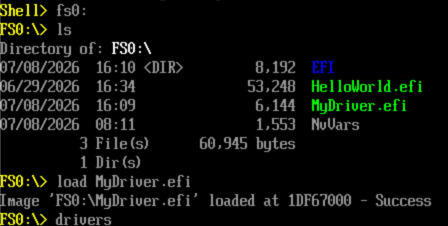 Shell> fs0:
FS0:\> ls
Directory of: FS0:\
07/08/2026  16:10 <DIR>         8,192  EFI
06/29/2026  16:34              53,248  HelloWorld.efi
07/08/2026  16:09               6,144  MyDriver.efi
07/08/2026  08:11               1,553  NvVars
          3 File(s)      60,945 bytes
          1 Dir(s)
FS0:\> load MyDriver.efi
Image 'FS0:\MyDriver.efi' loaded at 1DF67000 - Success
FS0:\> drivers